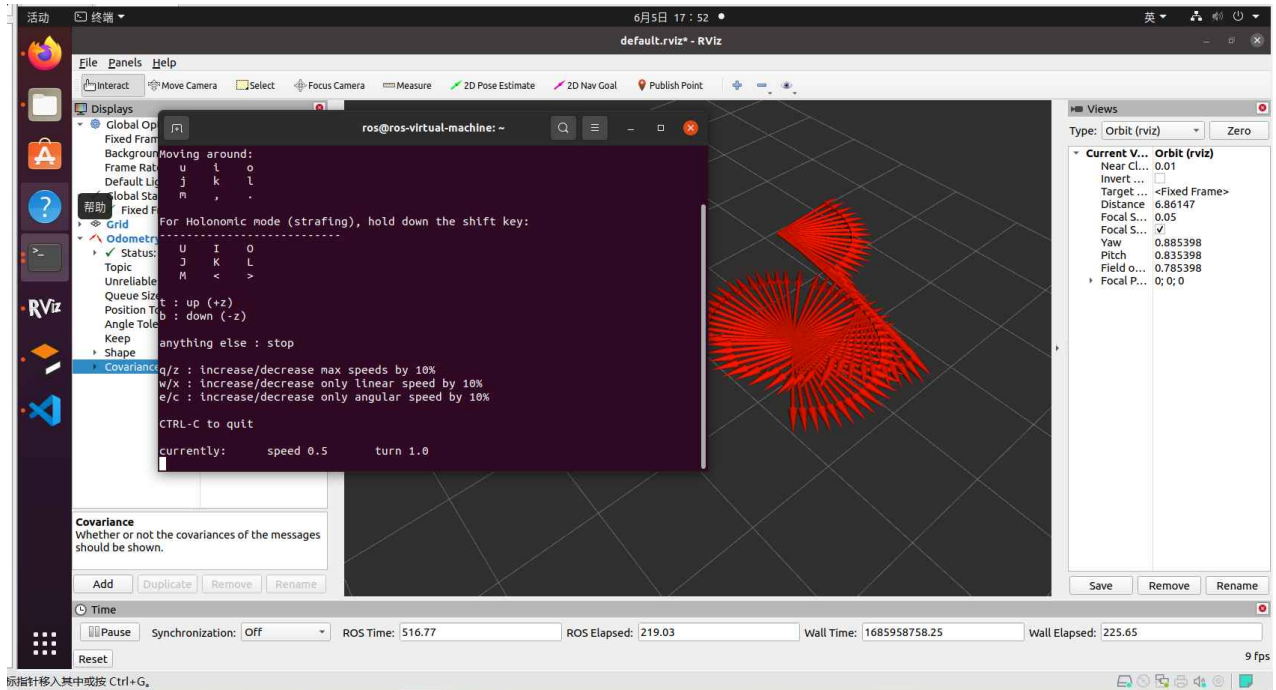 活动 终端 6月5日 17：52 英
default.rviz* - RViz
File Panels Help
Interact Move Camera Select Focus Camera Measure 2D Pose Estimate 2D Nav Goal Publish Point
Displays
Global Op
Fixed Fram
Backgroun
Frame Rat
Default Lig
Global Sta
Fixed F
Grid
Odometry
Status:
Topic
Unreliable
Queue Siz
Position To
Angle Tole
Keep
Shape
Covariance
帮助
RViz
ros@ros-virtual-machine: ~
Moving around:
u i o
j k l
m , .
For Holonomic mode (strafing), hold down the shift key:
---------------------------
U I O
J K L
M < >
t : up (+z)
b : down (-z)
anything else : stop
q/z : increase/decrease max speeds by 10%
w/x : increase/decrease only linear speed by 10%
e/c : increase/decrease only angular speed by 10%
CTRL-C to quit
currently: speed 0.5 turn 1.0
Covariance
Whether or not the covariances of the messages
should be shown.
Add Duplicate Remove Rename
Views
Type: Orbit (rviz) Zero
Current V... Orbit (rviz)
Near Cl... 0.01
Invert ...
Target ... <Fixed Frame>
Distance 6.86147
Focal S... 0.05
Focal S...
Yaw 0.885398
Pitch 0.835398
Field o... 0.785398
Focal P... 0; 0; 0
Save Remove Rename
Time
Pause Synchronization: Off ROS Time: 516.77 ROS Elapsed: 219.03 Wall Time: 1685958758.25 Wall Elapsed: 225.65
Reset 9 fps
标指针移入其中或按 Ctrl+G。